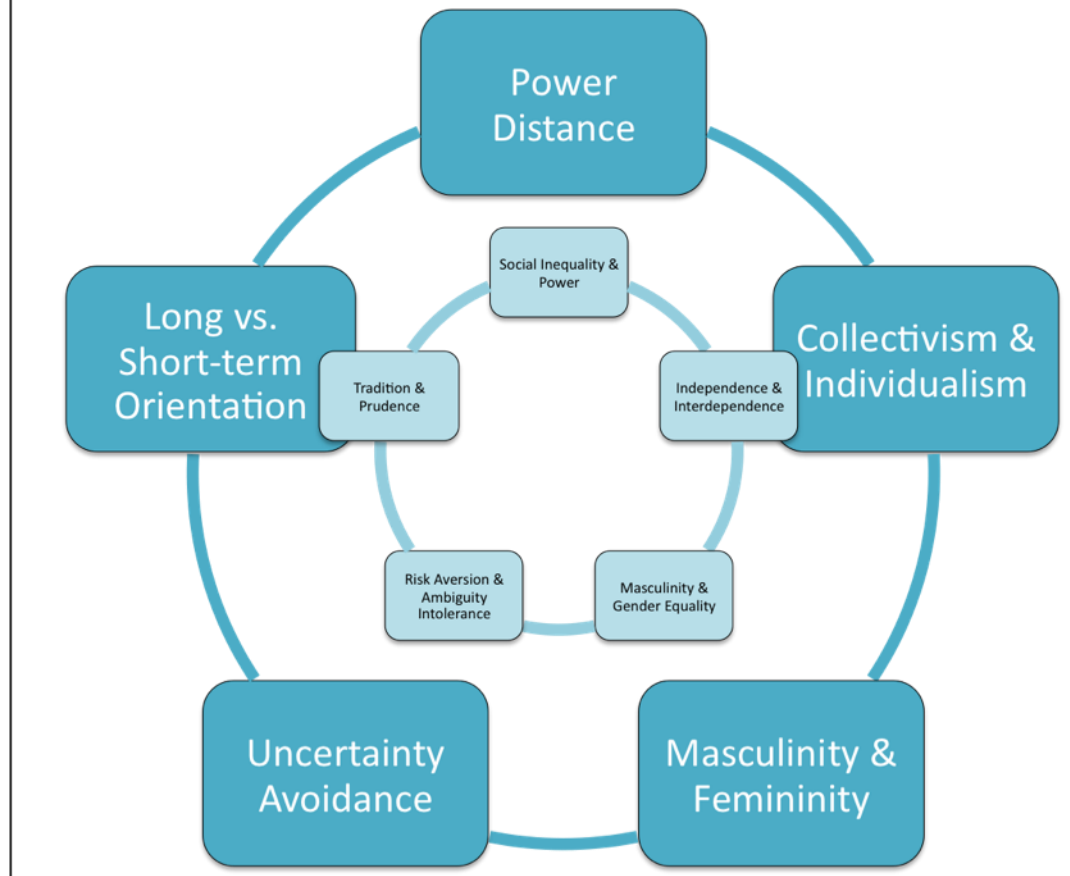 Power
Distance
Social Inequality &
Power
Long vs.
Short-term
Orientation
Tradition &
Prudence
Independence &
Interdependence
Collectivism &
Individualism
Risk Aversion &
Ambiguity
Intolerance
Masculinity &
Gender Equality
Uncertainty
Avoidance
Masculinity &
Femininity